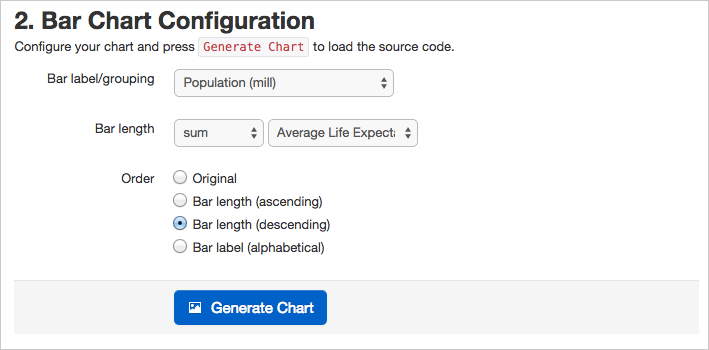 2. Bar Chart Configuration
Configure your chart and press Generate Chart to load the source code.
Bar label/grouping Population (mill)
Bar length sum Average Life Expecta
Order Original
Bar length (ascending)
Bar length (descending)
Bar label (alphabetical)
Generate Chart